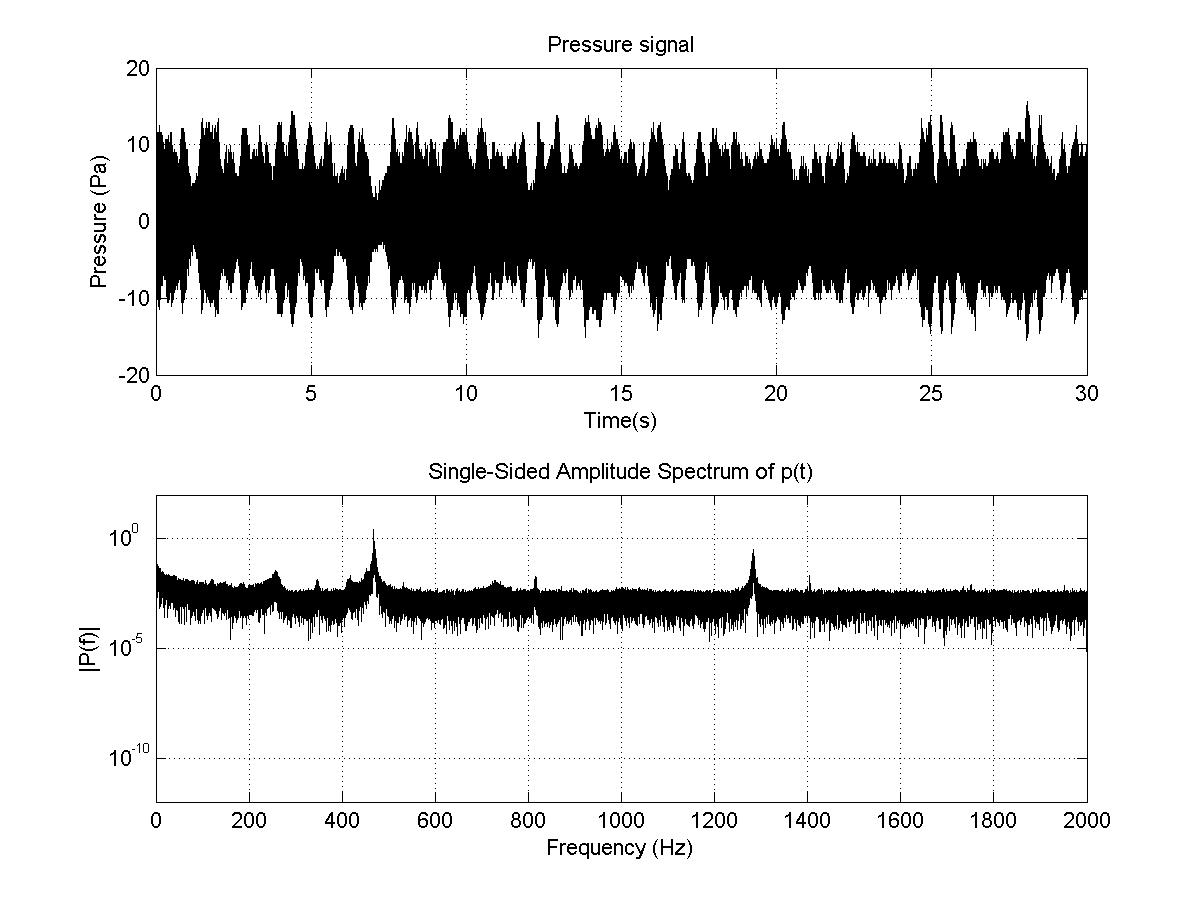 Pressure signal
20
10
0
-10
-20
Pressure (Pa)
0 5 10 15 20 25 30
Time(s)
Single-Sided Amplitude Spectrum of p(t)
10^0
10^-5
10^-10
|P(f)|
0 200 400 600 800 1000 1200 1400 1600 1800 2000
Frequency (Hz)